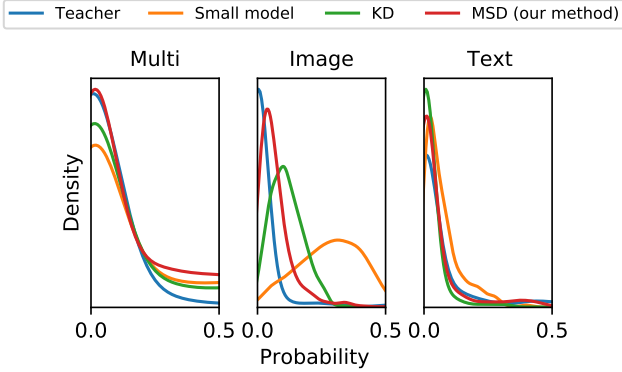 Teacher Small model KD MSD (our method)
Multi Image Text
Density
0.0 0.5 0.0 0.5 0.0 0.5
Probability